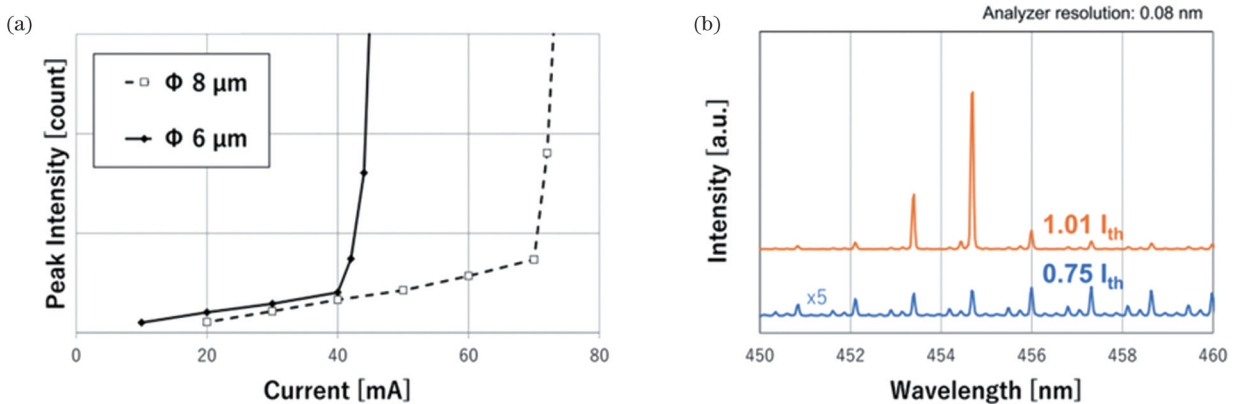 (a)
Peak Intensity [count]
Φ 8 µm
Φ 6 µm
0 20 40 60 80
Current [mA]
(b)
Analyzer resolution: 0.08 nm
Intensity [a.u.]
1.01 Ith
0.75 Ith
x5
450 452 454 456 458 460
Wavelength [nm]